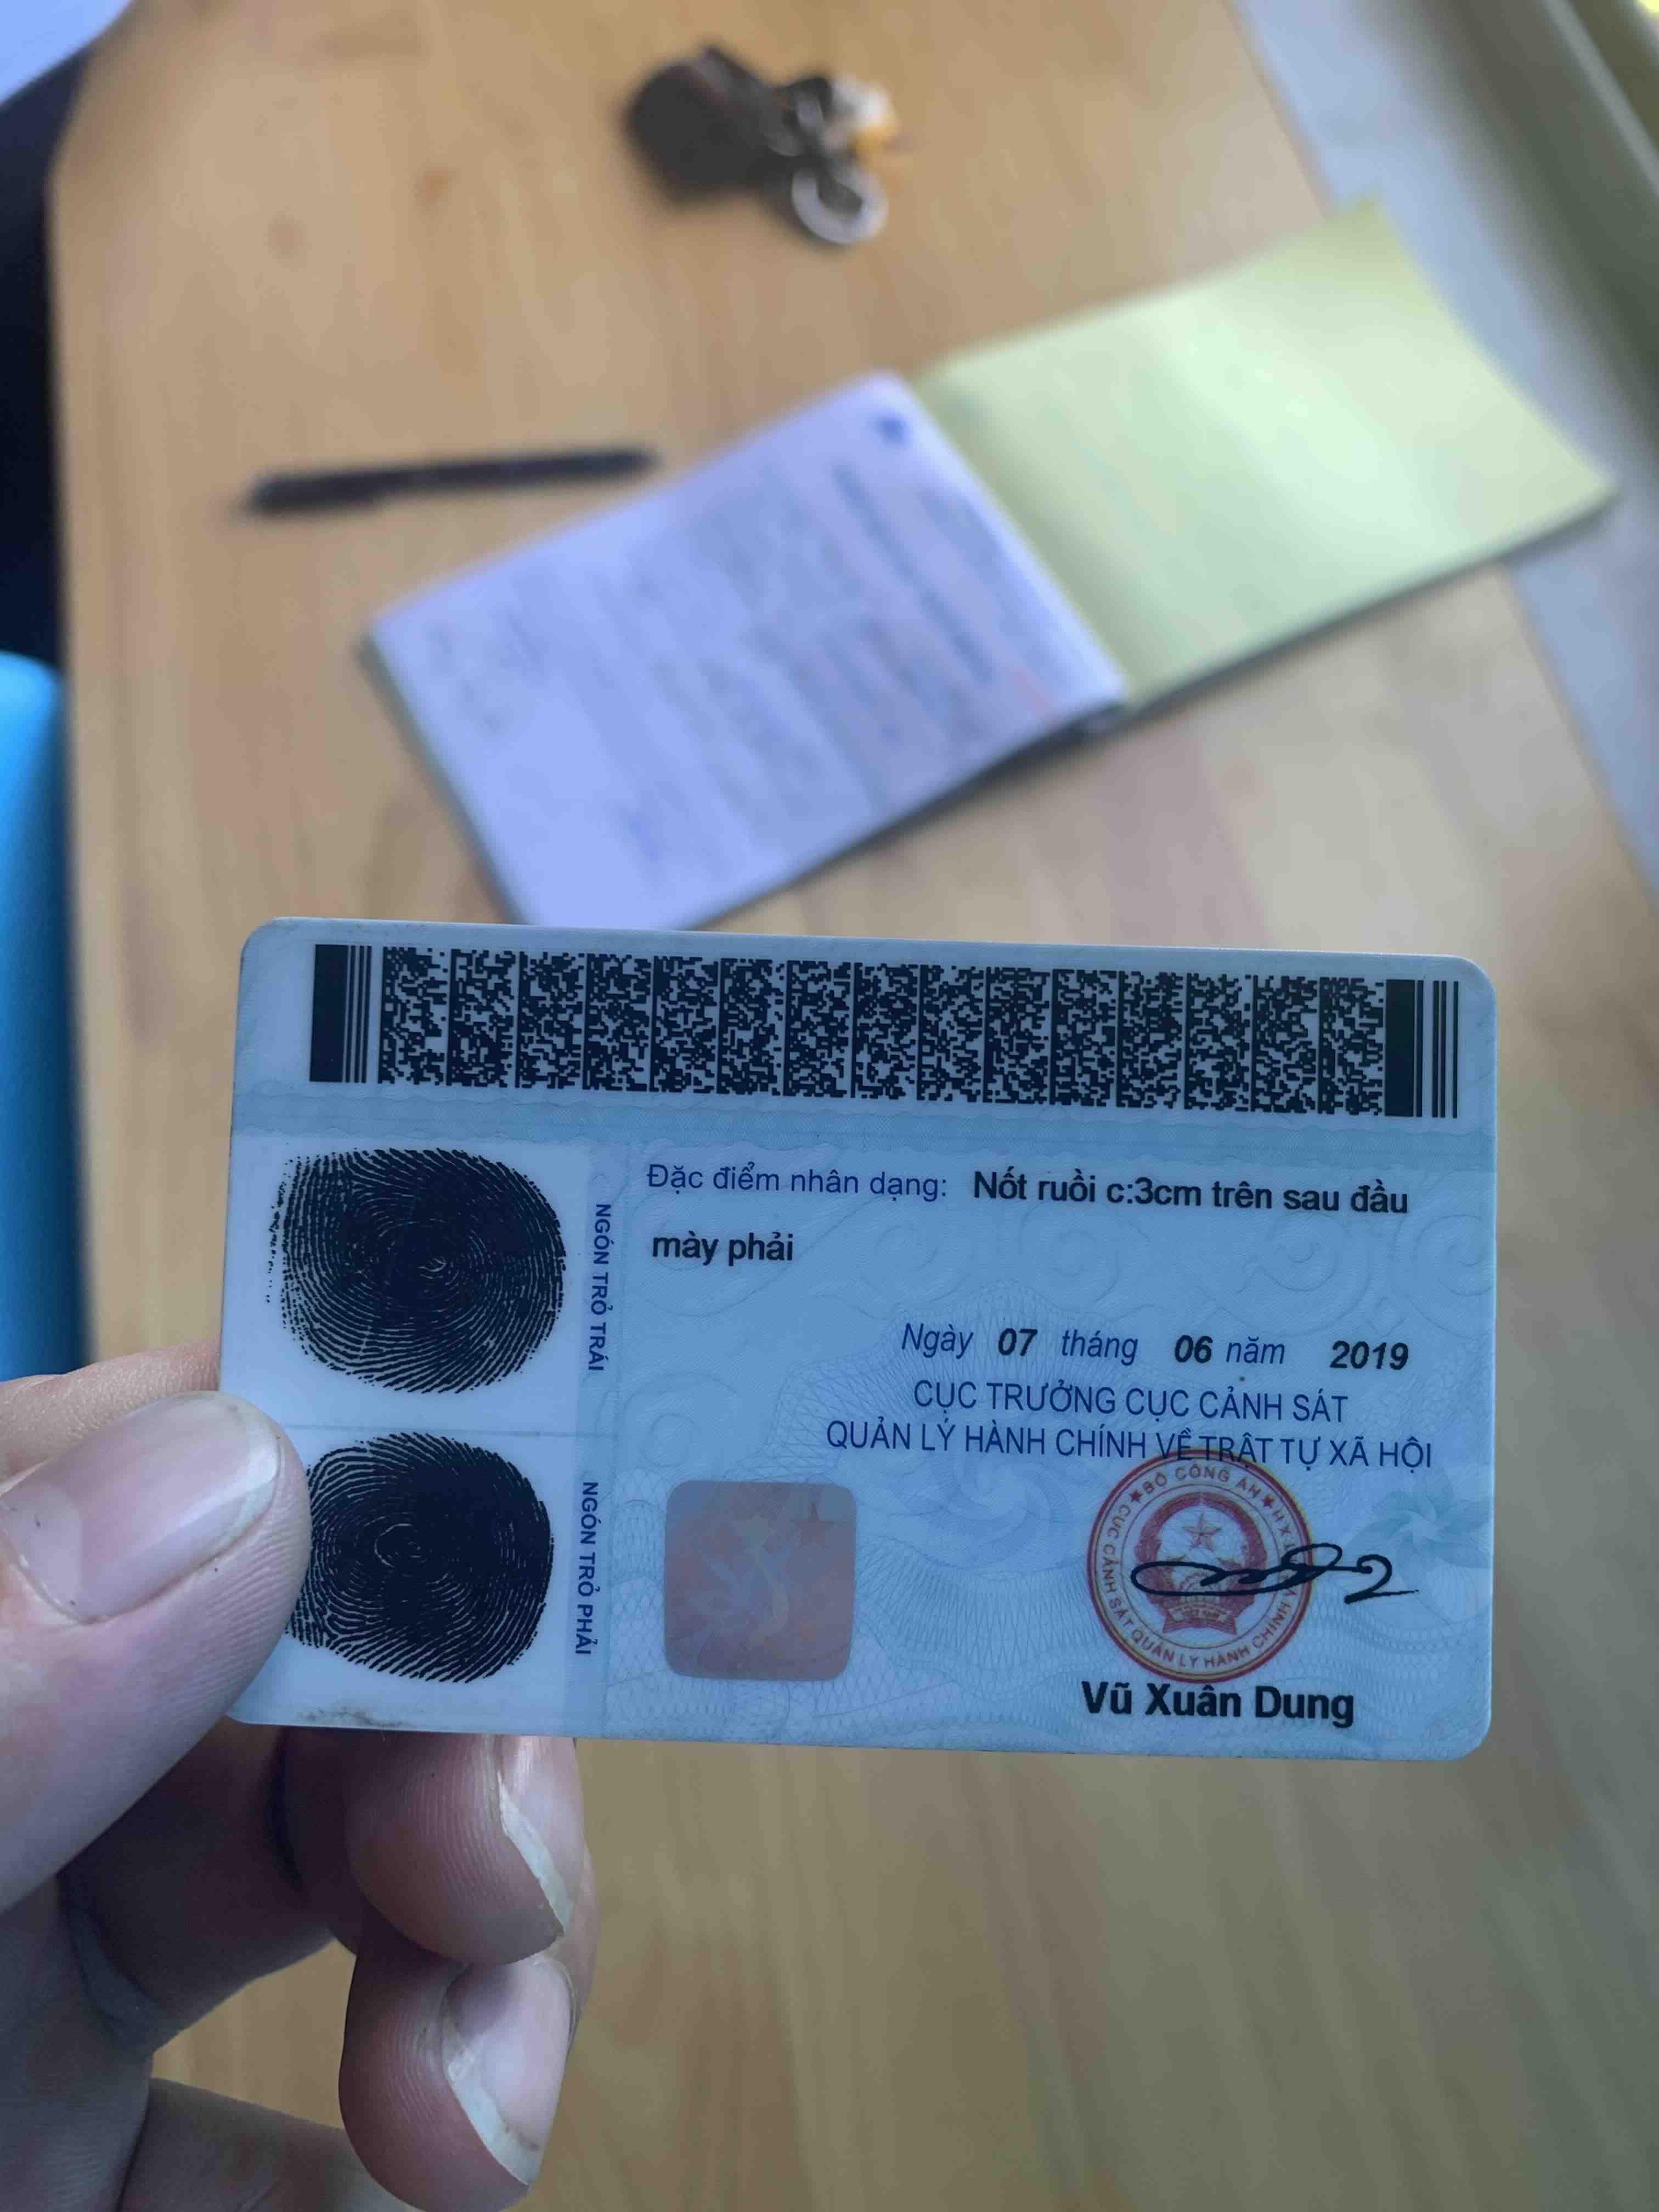 Đặc điểm nhân dạng: Nốt ruồi c:3cm trên sau đầu
mày phải
NGÓN TRỎ TRÁI
NGÓN TRỎ PHẢI
Ngày 07 tháng 06 năm 2019
CỤC TRƯỞNG CỤC CẢNH SÁT
QUẢN LÝ HÀNH CHÍNH VỀ TRẬT TỰ XÃ HỘI
BỘ CÔNG AN
CỤC CẢNH SÁT QUẢN LÝ HÀNH CHÍNH
Vũ Xuân Dung